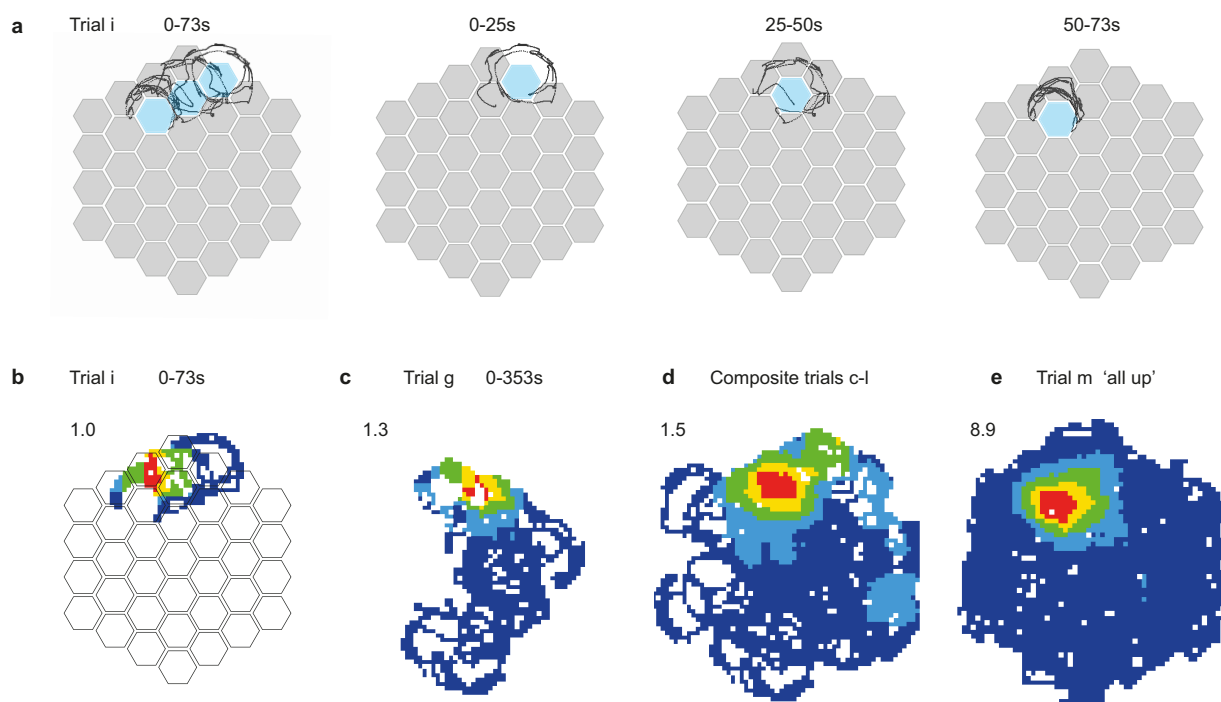 a Trial i 0-73s 0-25s 25-50s 50-73s
b Trial i 0-73s c Trial g 0-353s d Composite trials c-l e Trial m 'all up'
1.0 1.3 1.5 8.9